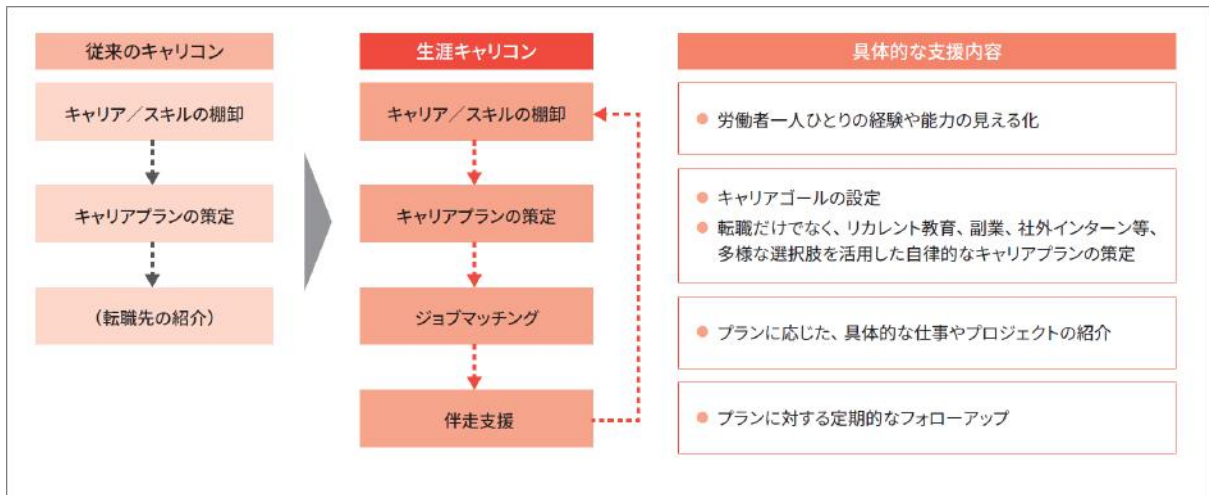 従来のキャリコン
キャリア／スキルの棚卸
キャリアプランの策定
（転職先の紹介）
生涯キャリコン
キャリア／スキルの棚卸
キャリアプランの策定
ジョブマッチング
伴走支援
具体的な支援内容
● 労働者一人ひとりの経験や能力の見える化
● キャリアゴールの設定
● 転職だけでなく、リカレント教育、副業、社外インターン等、
多様な選択肢を活用した自律的なキャリアプランの策定
● プランに応じた、具体的な仕事やプロジェクトの紹介
● プランに対する定期的なフォローアップ